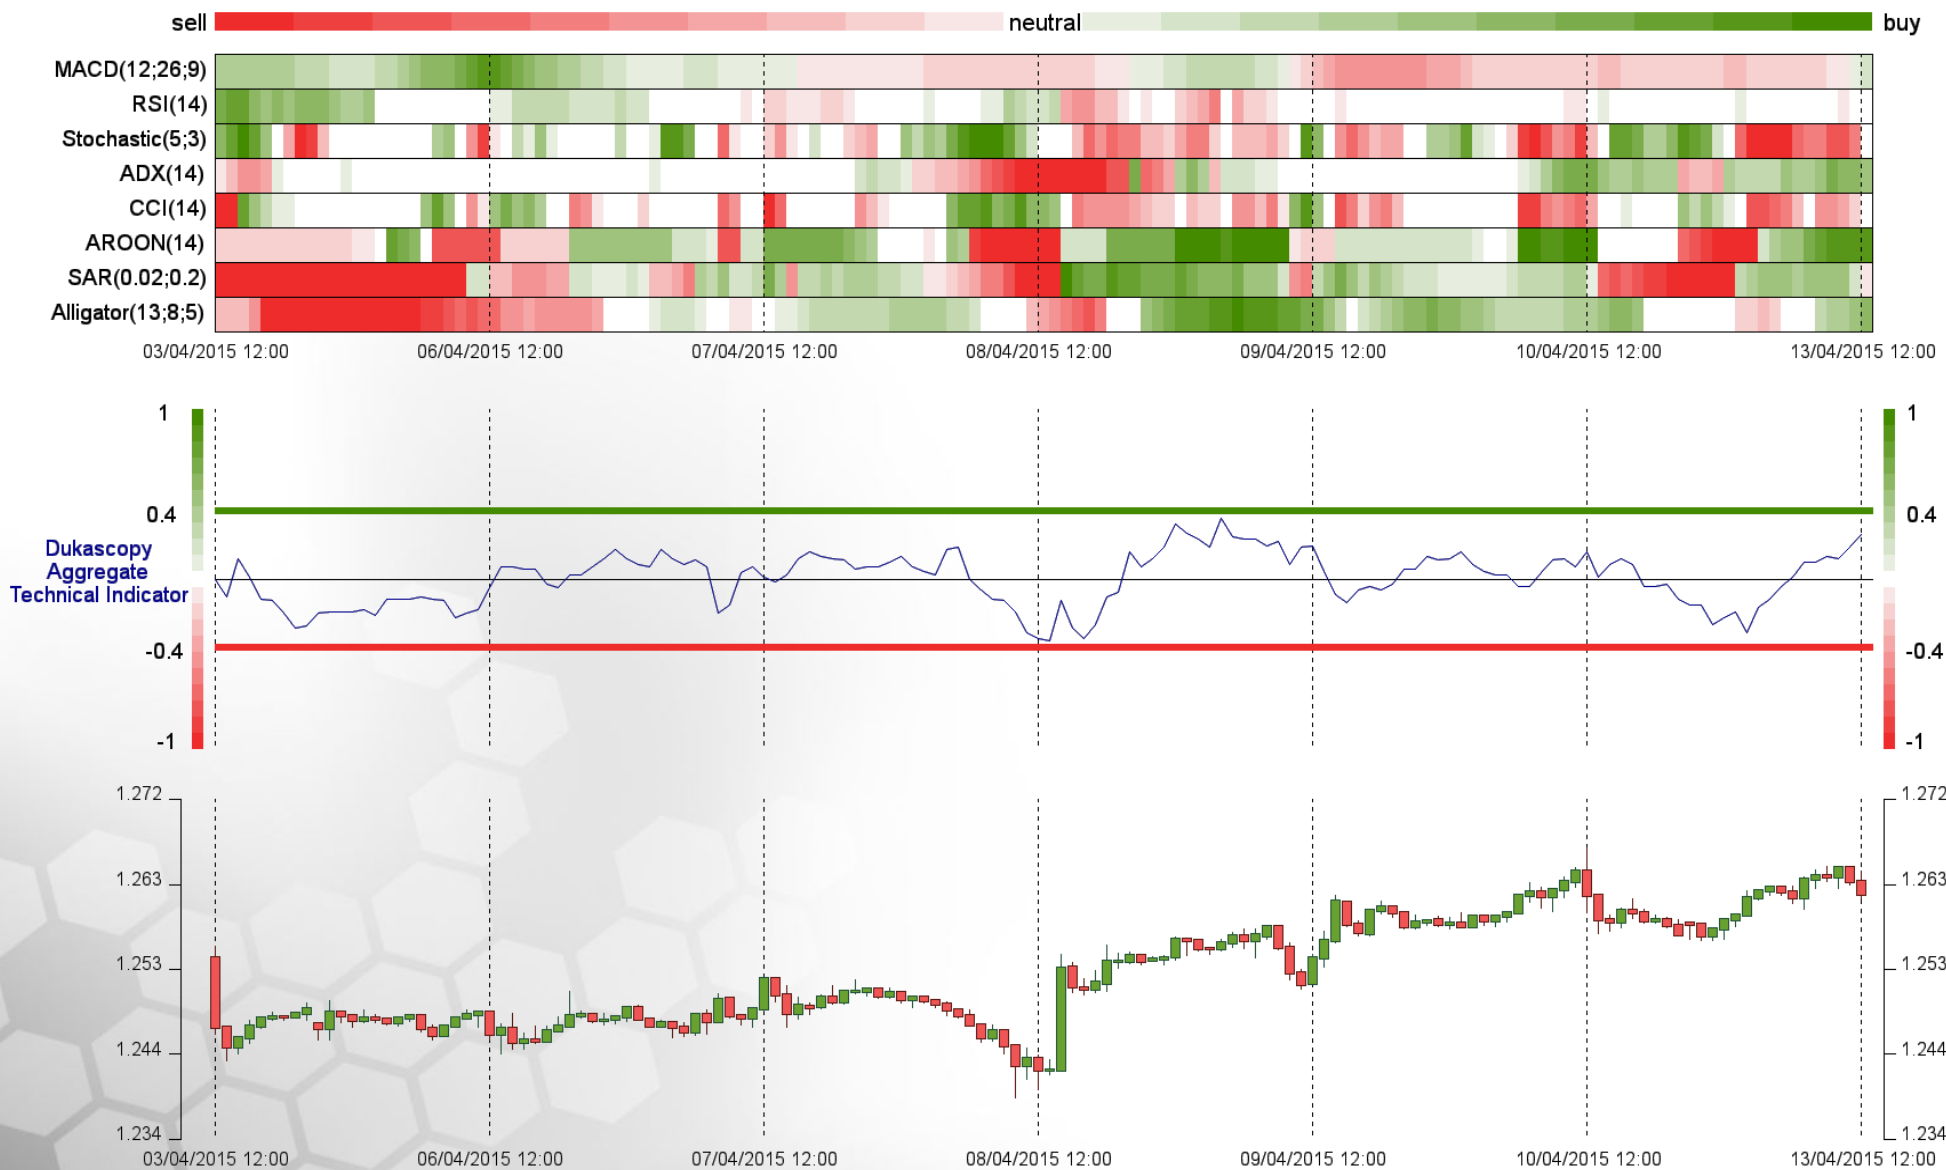 sell neutral buy
MACD(12;26;9)
RSI(14)
Stochastic(5;3)
ADX(14)
CCI(14)
AROON(14)
SAR(0.02;0.2)
Alligator(13;8;5)
03/04/2015 12:00 06/04/2015 12:00 07/04/2015 12:00 08/04/2015 12:00 09/04/2015 12:00 10/04/2015 12:00 13/04/2015 12:00
1 1
0.4 0.4
Dukascopy
Aggregate
Technical Indicator
-0.4 -0.4
-1 -1
1.272 1.272
1.263 1.263
1.253 1.253
1.244 1.244
1.234 1.234
03/04/2015 12:00 06/04/2015 12:00 07/04/2015 12:00 08/04/2015 12:00 09/04/2015 12:00 10/04/2015 12:00 13/04/2015 12:00